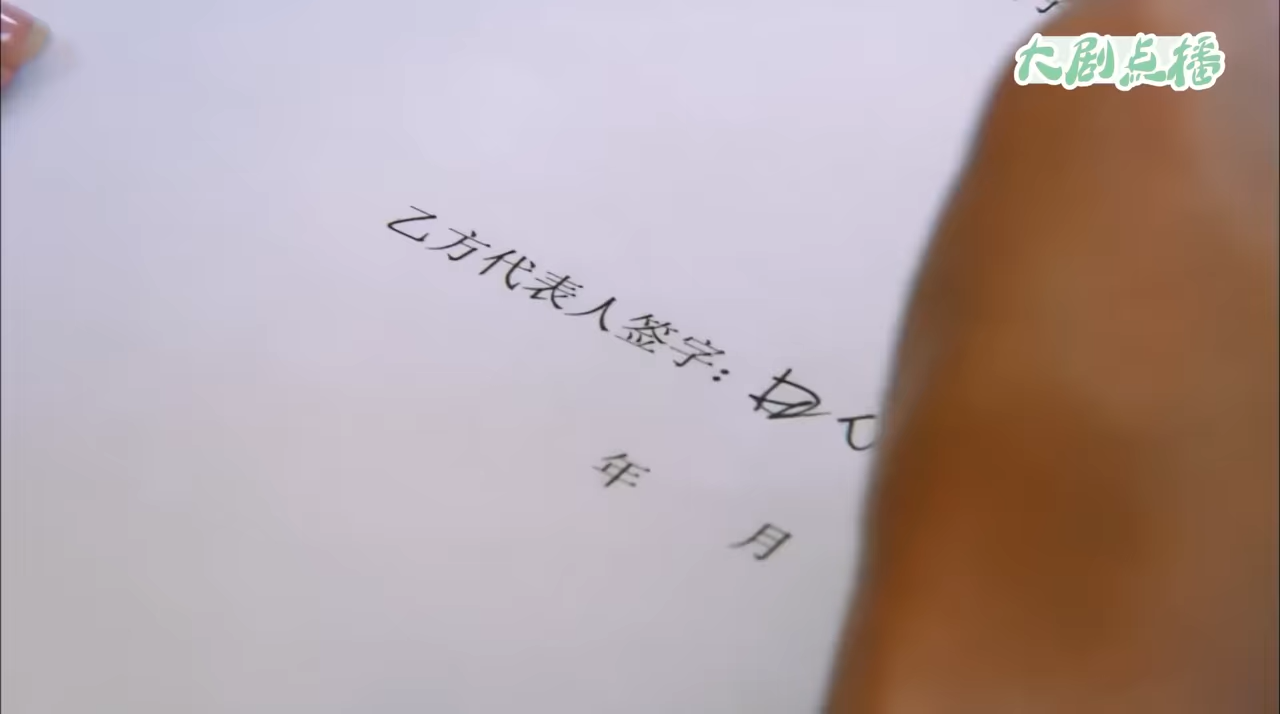 大剧点播
乙方代表人签字：
年
月